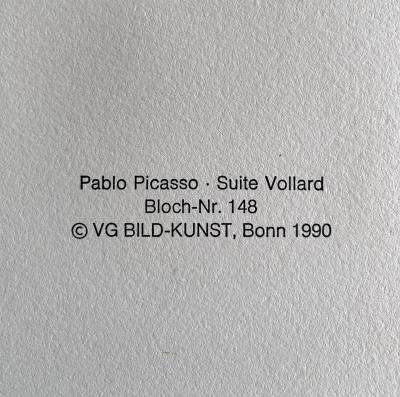 Pablo Picasso · Suite Vollard
Bloch-Nr. 148
© VG BILD-KUNST, Bonn 1990